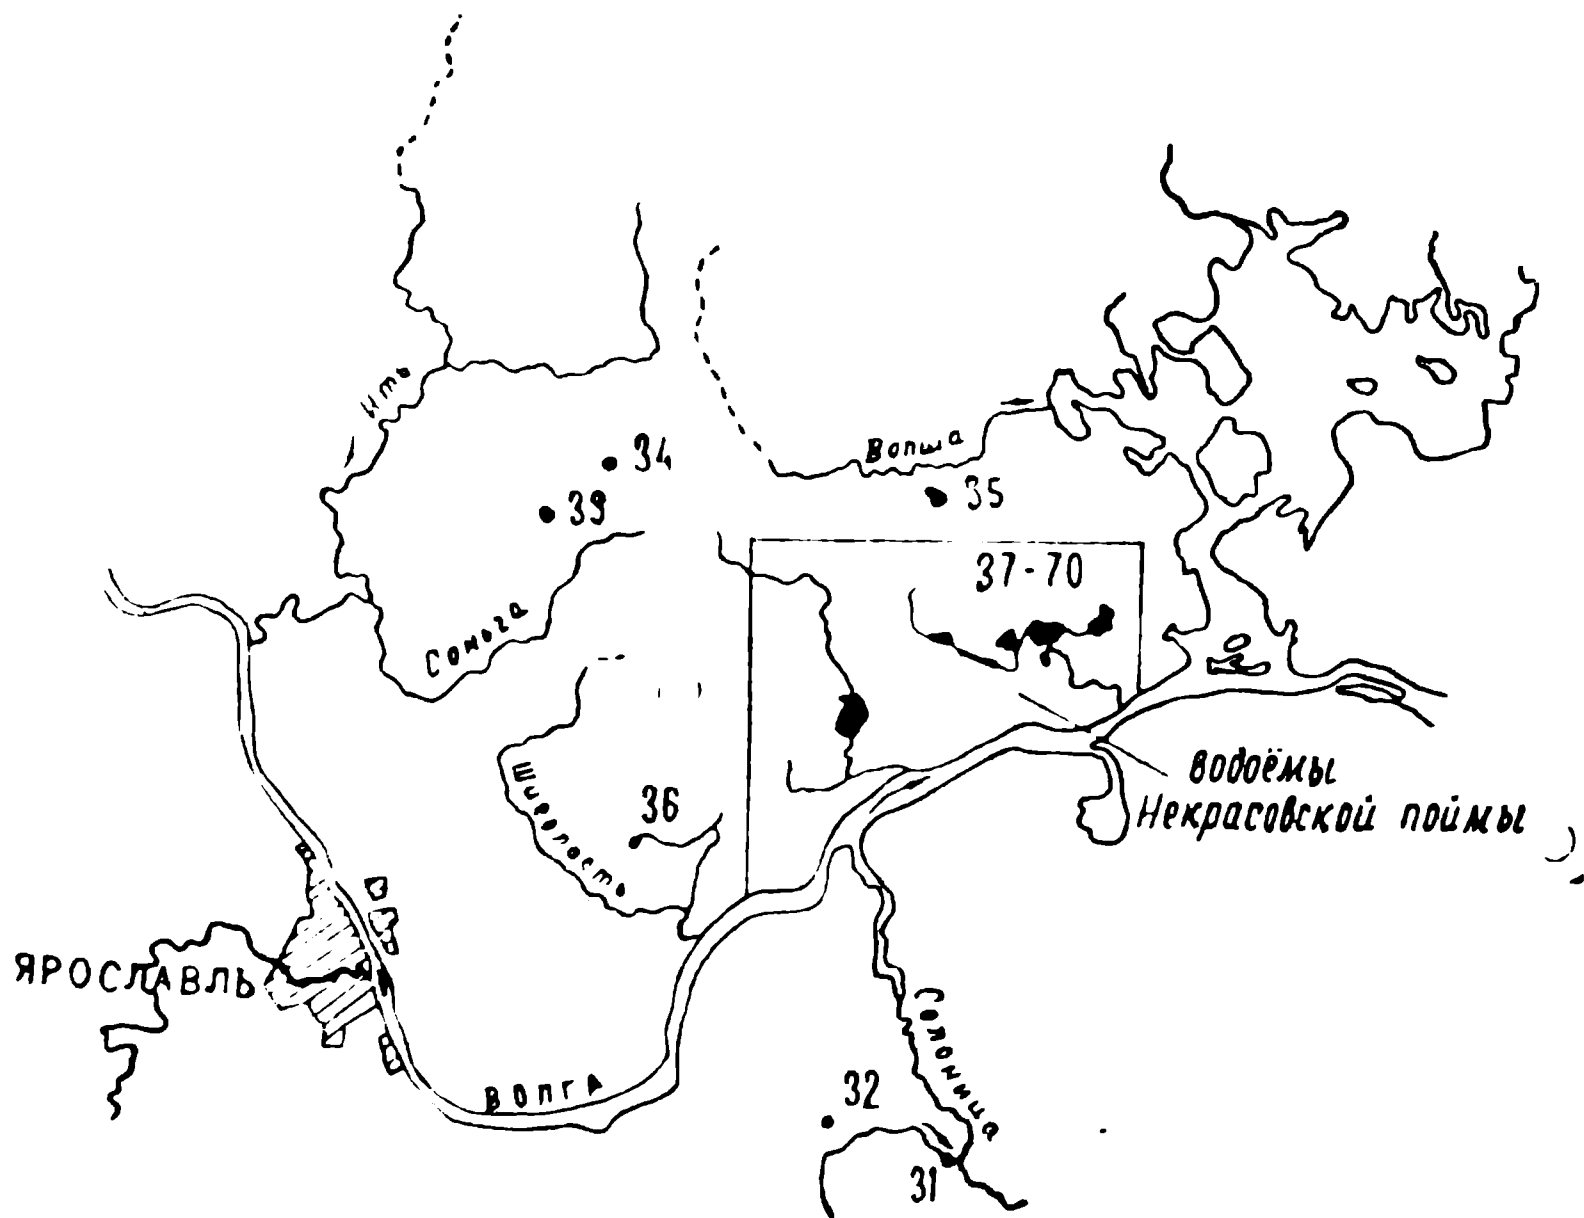 Ить
34
Вопша
39
35
37-70
Сонога
Шиголость
36
водоёмы
Некрасовской поймы
ЯРОСЛАВЛЬ
Солоница
ВОЛГА
32
31